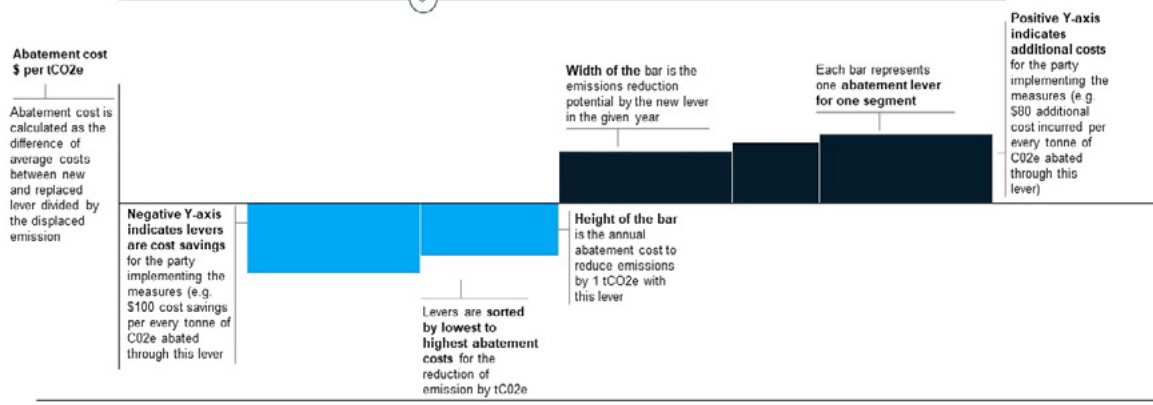 Abatement cost
$ per tCO2e
Abatement cost is
calculated as the
difference of
average costs
between new
and replaced
lever divided by
the displaced
emission
Negative Y-axis
indicates levers
are cost savings
for the party
implementing the
measures (e.g.
$100 cost savings
per every tonne of
C02e abated
through this lever
Levers are sorted
by lowest to
highest abatement
costs for the
reduction of
emission by tC02e
Width of the bar is the
emissions reduction
potential by the new lever
in the given year
Height of the bar
is the annual
abatement cost to
reduce emissions
by 1 tCO2e with
this lever
Each bar represents
one abatement lever
for one segment
Positive Y-axis
indicates
additional costs
for the party
implementing the
measures (e.g.
$80 additional
cost incurred per
every tonne of
C02e abated
through this
lever)